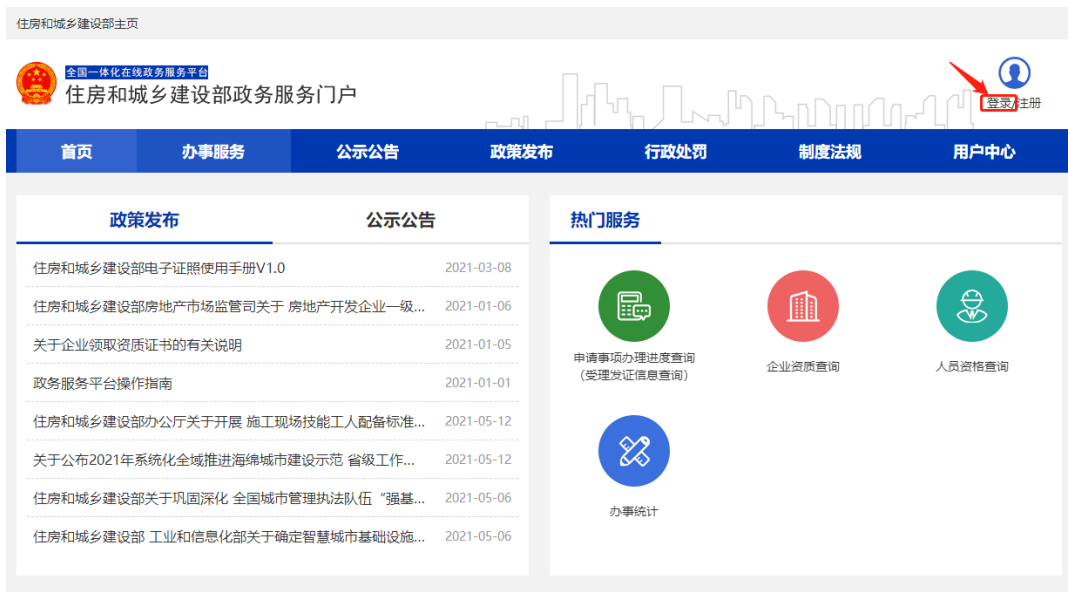 住房和城乡建设部主页
全国一体化在线政务服务平台
住房和城乡建设部政务服务门户
登录/注册
首页 办事服务 公示公告 政策发布 行政处罚 制度法规 用户中心
政策发布 公示公告
住房和城乡建设部电子证照使用手册V1.0 2021-03-08
住房和城乡建设部房地产市场监管司关于 房地产开发企业一级... 2021-01-06
关于企业领取资质证书的有关说明 2021-01-05
政务服务平台操作指南 2021-01-01
住房和城乡建设部办公厅关于开展 施工现场技能工人配备标准... 2021-05-12
关于公布2021年系统化全域推进海绵城市建设示范 省级工作... 2021-05-12
住房和城乡建设部关于巩固深化 全国城市管理执法队伍“强基... 2021-05-06
住房和城乡建设部 工业和信息化部关于确定智慧城市基础设施... 2021-05-06
热门服务
申请事项办理进度查询
（受理发证信息查询）
企业资质查询
人员资格查询
办事统计